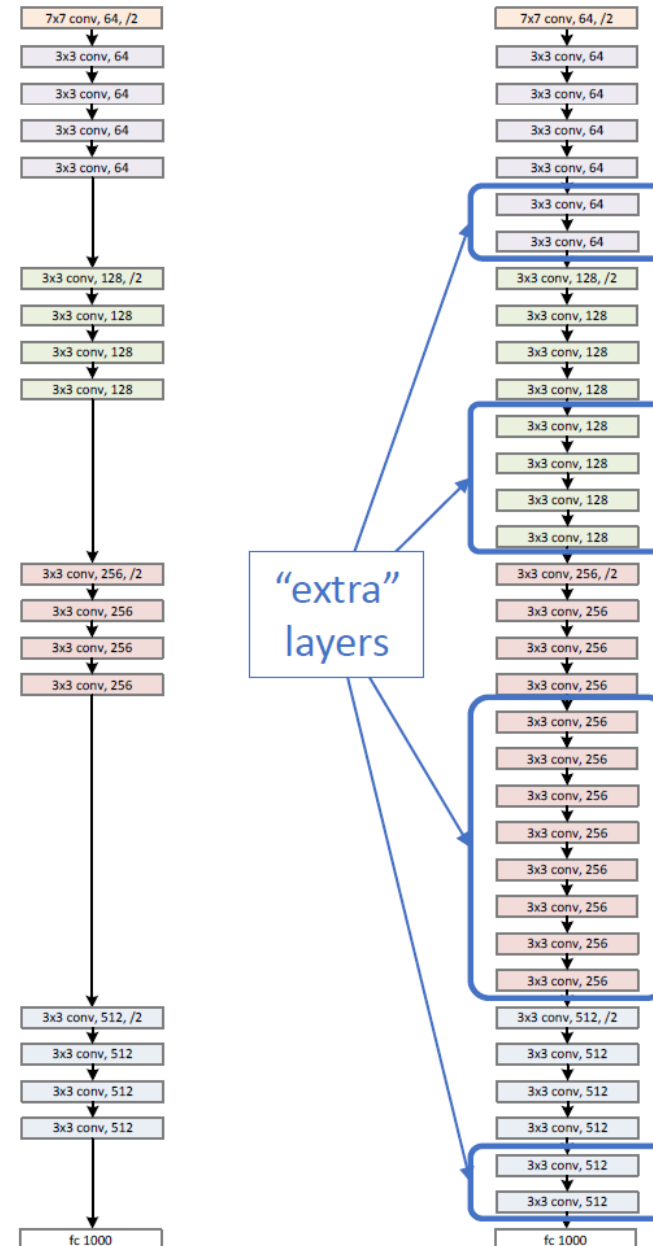 7x7 conv, 64, /2
3x3 conv, 64
3x3 conv, 64
3x3 conv, 64
3x3 conv, 64
3x3 conv, 128, /2
3x3 conv, 128
3x3 conv, 128
3x3 conv, 128
3x3 conv, 256, /2
3x3 conv, 256
3x3 conv, 256
3x3 conv, 256
3x3 conv, 512, /2
3x3 conv, 512
3x3 conv, 512
3x3 conv, 512
fc 1000
“extra”
layers
7x7 conv, 64, /2
3x3 conv, 64
3x3 conv, 64
3x3 conv, 64
3x3 conv, 64
3x3 conv, 64
3x3 conv, 64
3x3 conv, 128, /2
3x3 conv, 128
3x3 conv, 128
3x3 conv, 128
3x3 conv, 128
3x3 conv, 128
3x3 conv, 128
3x3 conv, 128
3x3 conv, 256, /2
3x3 conv, 256
3x3 conv, 256
3x3 conv, 256
3x3 conv, 256
3x3 conv, 256
3x3 conv, 256
3x3 conv, 256
3x3 conv, 256
3x3 conv, 256
3x3 conv, 256
3x3 conv, 256
3x3 conv, 512, /2
3x3 conv, 512
3x3 conv, 512
3x3 conv, 512
3x3 conv, 512
3x3 conv, 512
fc 1000